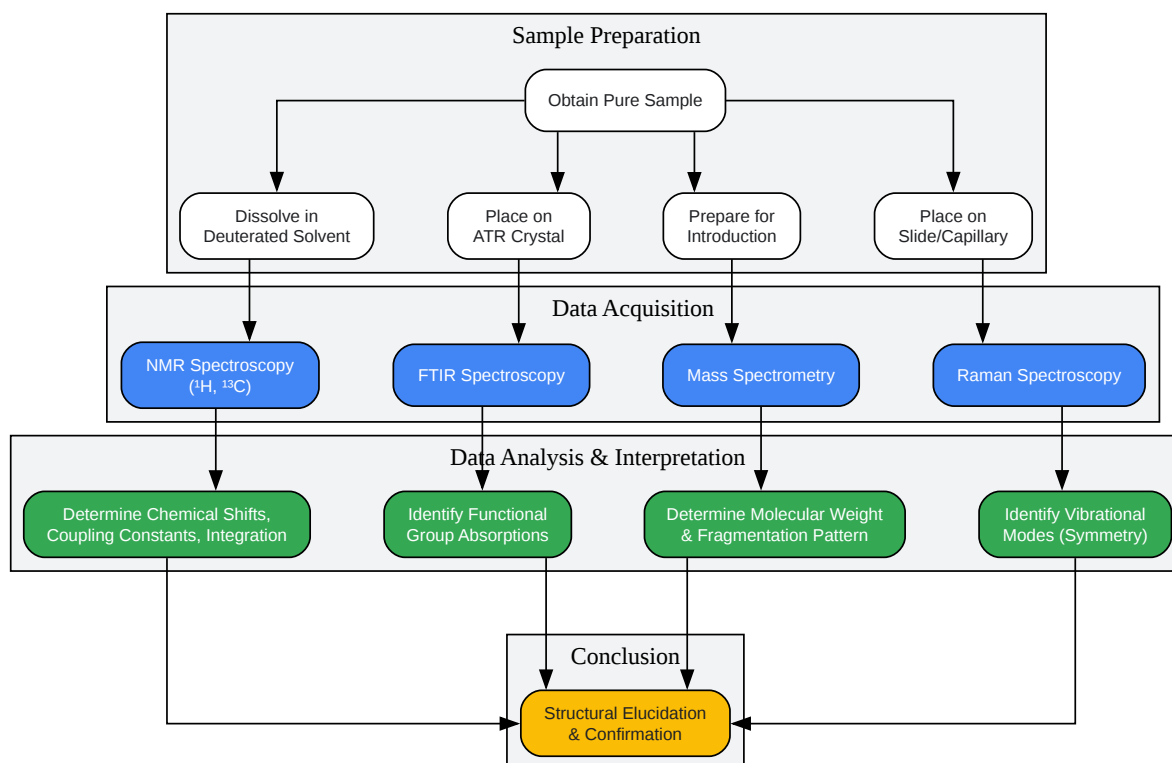 Sample Preparation
Obtain Pure Sample
Dissolve in
Deuterated Solvent
Place on
ATR Crystal
Prepare for
Introduction
Place on
Slide/Capillary
Data Acquisition
NMR Spectroscopy
(¹H, ¹³C)
FTIR Spectroscopy
Mass Spectrometry
Raman Spectroscopy
Data Analysis & Interpretation
Determine Chemical Shifts,
Coupling Constants, Integration
Identify Functional
Group Absorptions
Determine Molecular Weight
& Fragmentation Pattern
Identify Vibrational
Modes (Symmetry)
Conclusion
Structural Elucidation
& Confirmation